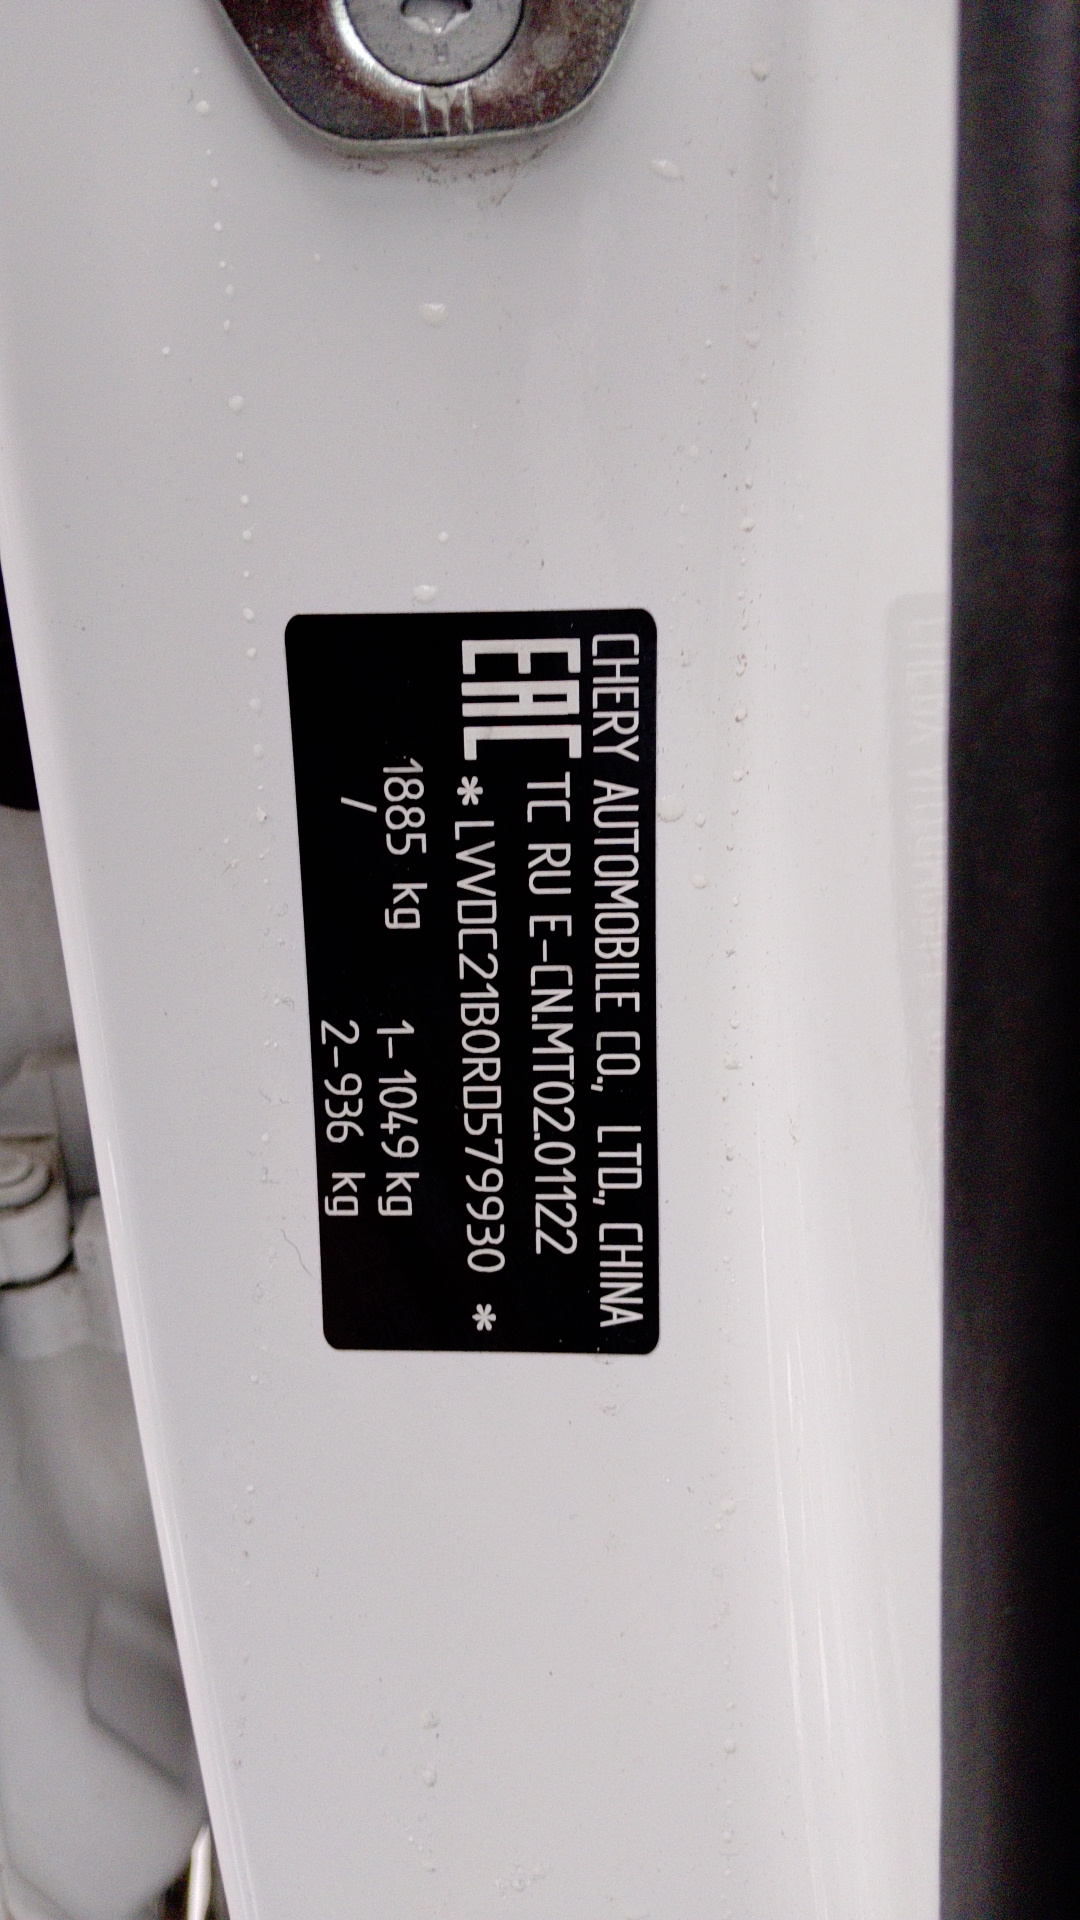 CHERY AUTOMOBILE CO., LTD., CHINA
EAC TC RU E-CN.MT02.01122
*LVVDC21B0RD579930 *
1885 kg 1-1049 kg
/ 2-936 kg